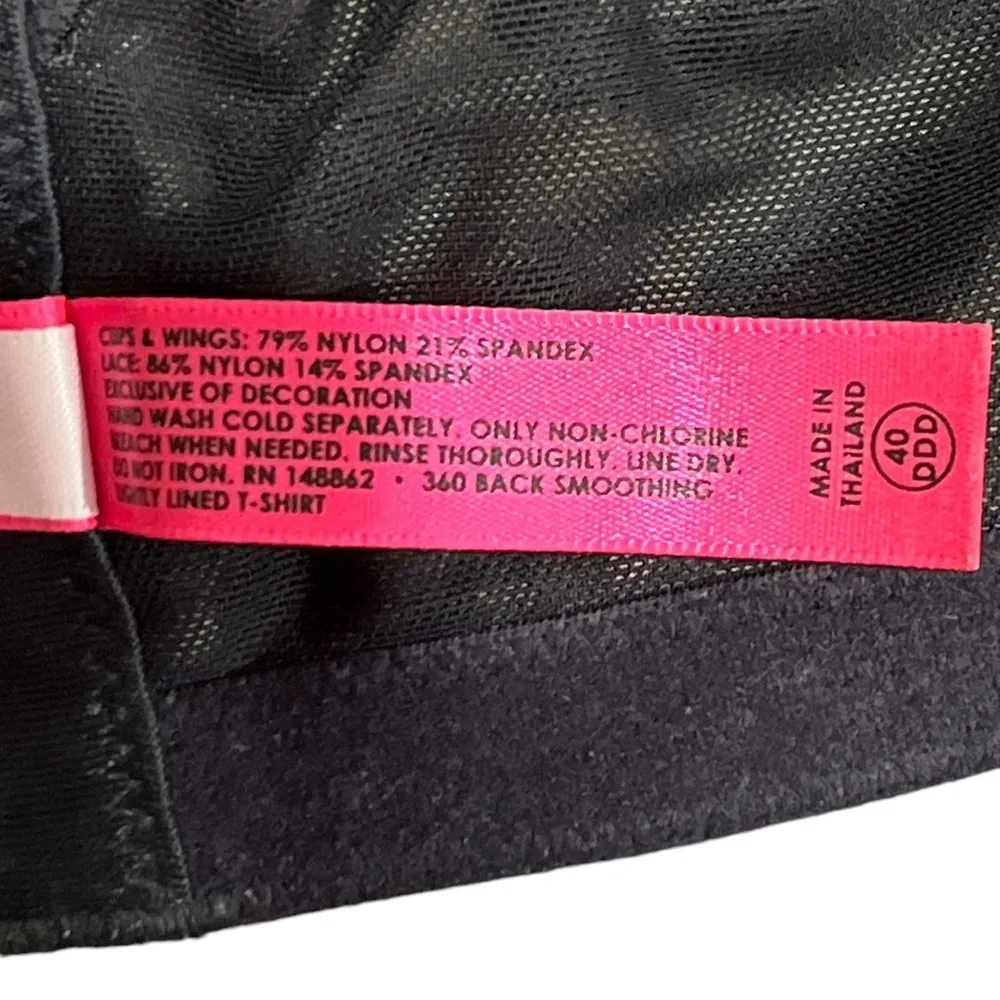 CUPS & WINGS: 79% NYLON 21% SPANDEX
LACE: 86% NYLON 14% SPANDEX
EXCLUSIVE OF DECORATION
HAND WASH COLD SEPARATELY. ONLY NON-CHLORINE
BLEACH WHEN NEEDED. RINSE THOROUGHLY. LINE DRY.
DO NOT IRON. RN 148862 • 360 BACK SMOOTHING
LIGHTLY LINED T-SHIRT
MADE IN
THAILAND
40
DDD